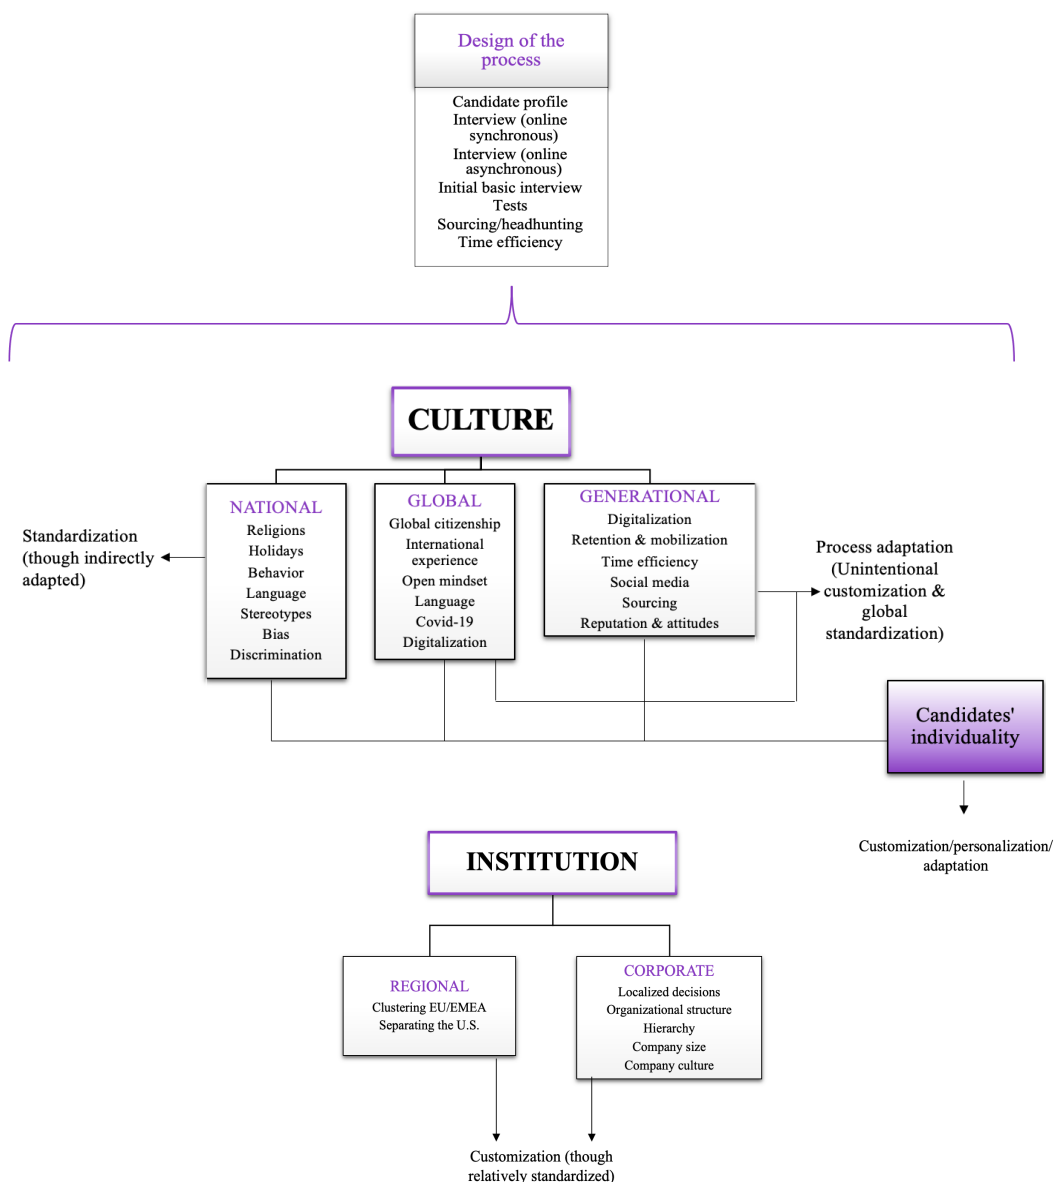 Design of the
process
Candidate profile
Interview (online
synchronous)
Interview (online
asynchronous)
Initial basic interview
Tests
Sourcing/headhunting
Time efficiency
CULTURE
NATIONAL
Religions
Holidays
Behavior
Language
Stereotypes
Bias
Discrimination
GLOBAL
Global citizenship
International
experience
Open mindset
Language
Covid-19
Digitalization
GENERATIONAL
Digitalization
Retention & mobilization
Time efficiency
Social media
Sourcing
Reputation & attitudes
Standardization
(though indirectly
adapted)
Process adaptation
(Unintentional
customization &
global
standardization)
Candidates'
individuality
Customization/personalization/
adaptation
INSTITUTION
REGIONAL
Clustering EU/EMEA
Separating the U.S.
CORPORATE
Localized decisions
Organizational structure
Hierarchy
Company size
Company culture
Customization (though
relatively standardized)